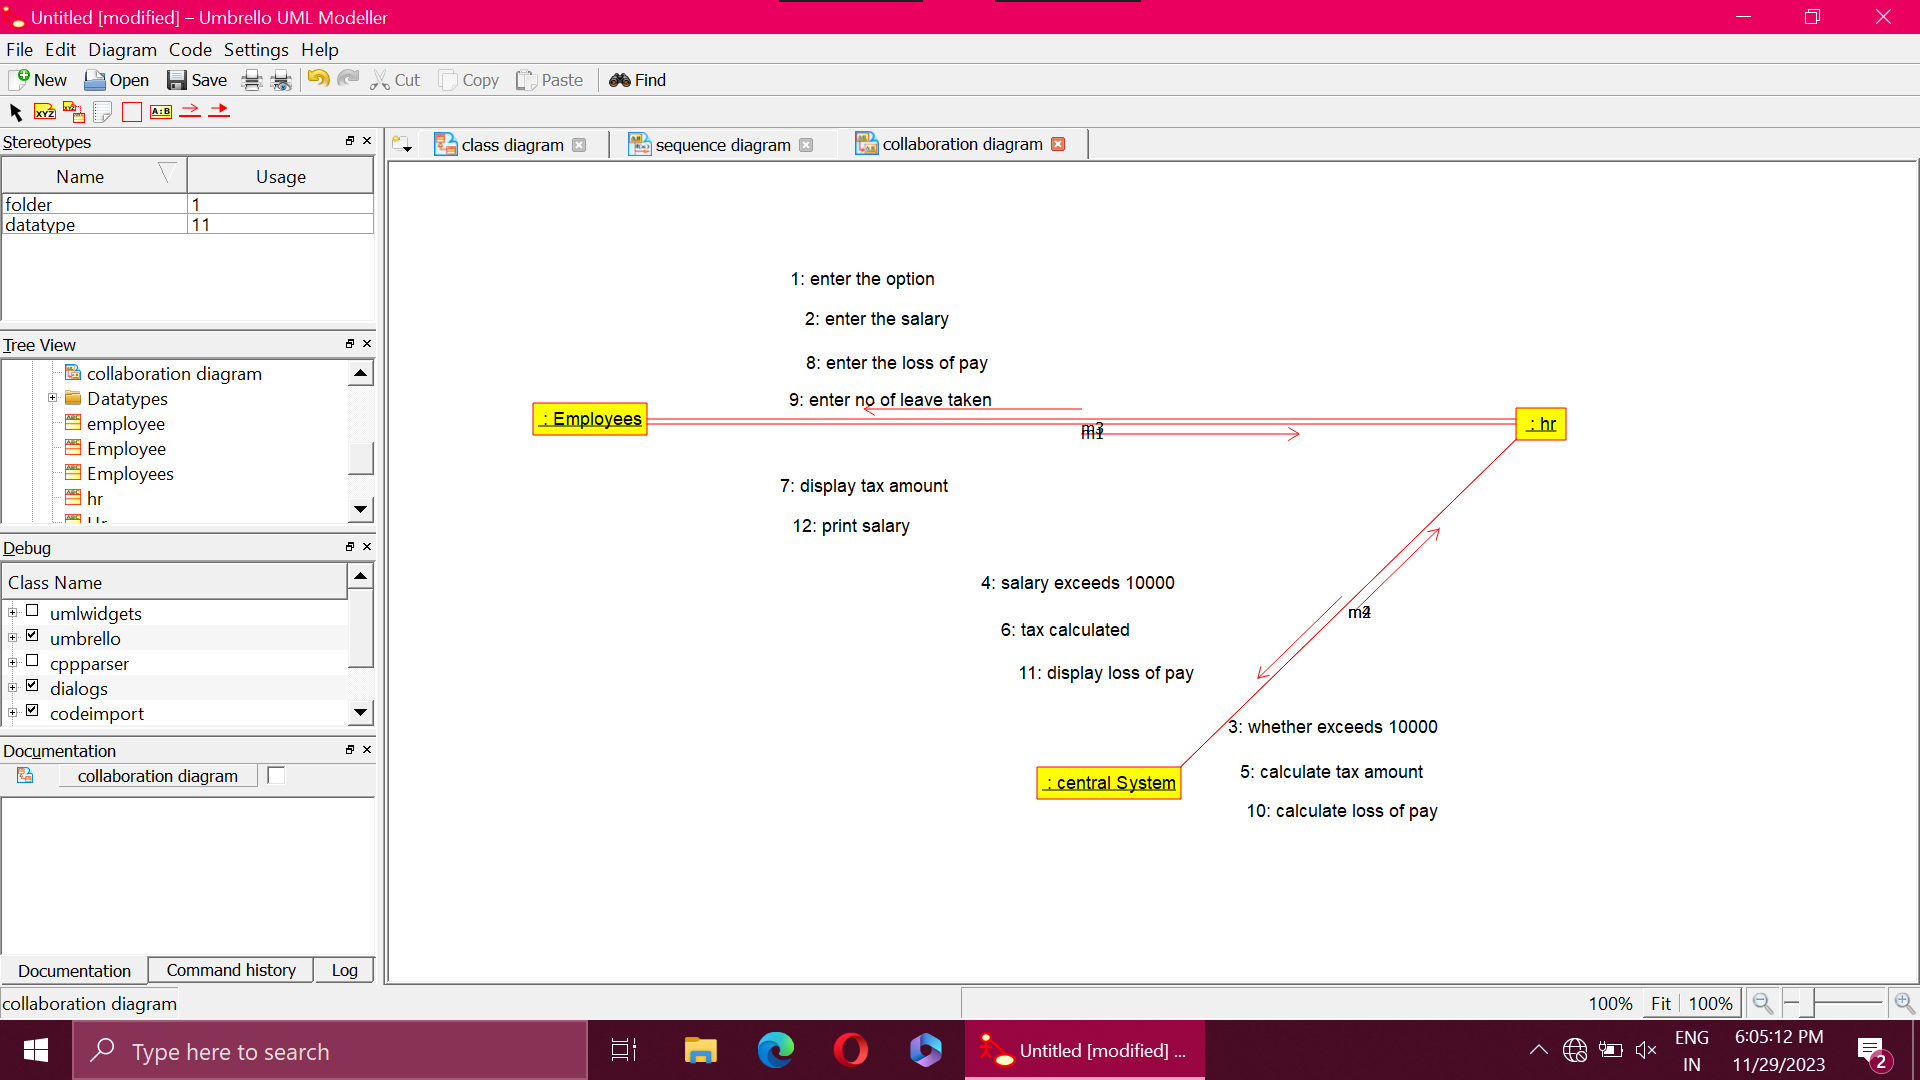 Untitled [modified] – Umbrello UML Modeller
File Edit Diagram Code Settings Help
New Open Save Cut Copy Paste Find
XYZ XYZ A:B
Stereotypes
Name Usage
folder 1
datatype 11
Tree View
collaboration diagram
Datatypes
employee
Employee
Employees
hr
Debug
Class Name
umlwidgets
umbrello
cppparser
dialogs
codeimport
Documentation
collaboration diagram
Documentation Command history Log
collaboration diagram
class diagram sequence diagram collaboration diagram
1: enter the option
2: enter the salary
8: enter the loss of pay
9: enter no of leave taken
: Employees
: hr
7: display tax amount
12: print salary
4: salary exceeds 10000
6: tax calculated
11: display loss of pay
3: whether exceeds 10000
: central System
5: calculate tax amount
10: calculate loss of pay
100% Fit 100%
Type here to search
Untitled [modified] ...
ENG
IN
6:05:12 PM
11/29/2023
2